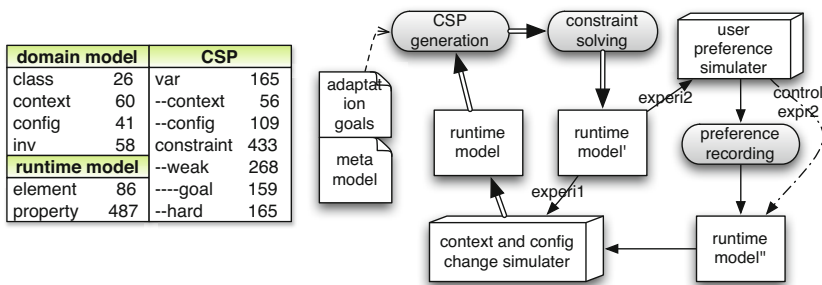 domain model CSP
class 26 var 165
context 60 --context 56
config 41 --config 109
inv 58 constraint 433
runtime model --weak 268
element 86 ----goal 159
property 487 --hard 165
CSP
generation
constraint
solving
user
preference
simulater
adaptat
ion
goals
meta
model
runtime
model
runtime
model'
experi2
control
expr2
preference
recording
experi1
context and config
change simulater
runtime
model"